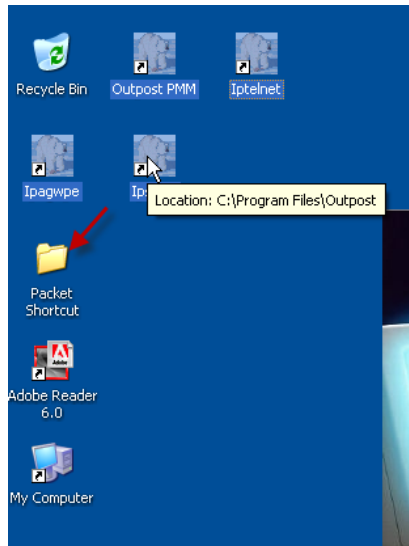 Recycle Bin
Outpost PMM
Iptelnet
Ipagwpe
Location: C:\Program Files\Outpost
Packet
Shortcut
Adobe Reader
6.0
My Computer